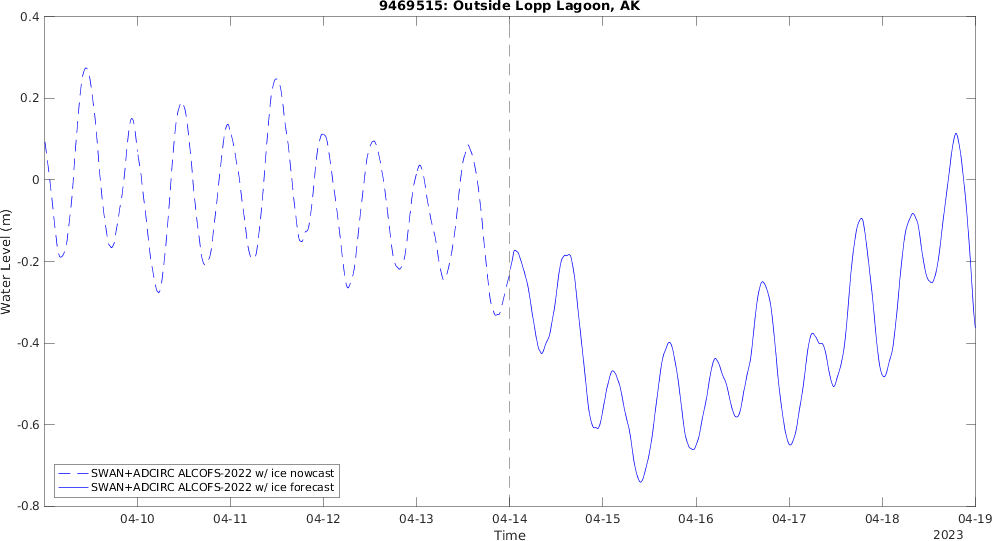 9469515: Outside Lopp Lagoon, AK
0.4
0.2
0
-0.2
-0.4
-0.6
-0.8
Water Level (m)
SWAN+ADCIRC ALCOFS-2022 w/ ice nowcast
SWAN+ADCIRC ALCOFS-2022 w/ ice forecast
04-10 04-11 04-12 04-13 04-14 04-15 04-16 04-17 04-18 04-19
Time
2023